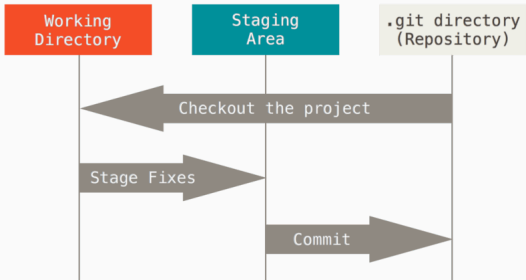 Working
Directory
Staging
Area
.git directory
(Repository)
Checkout the project
Stage Fixes
Commit